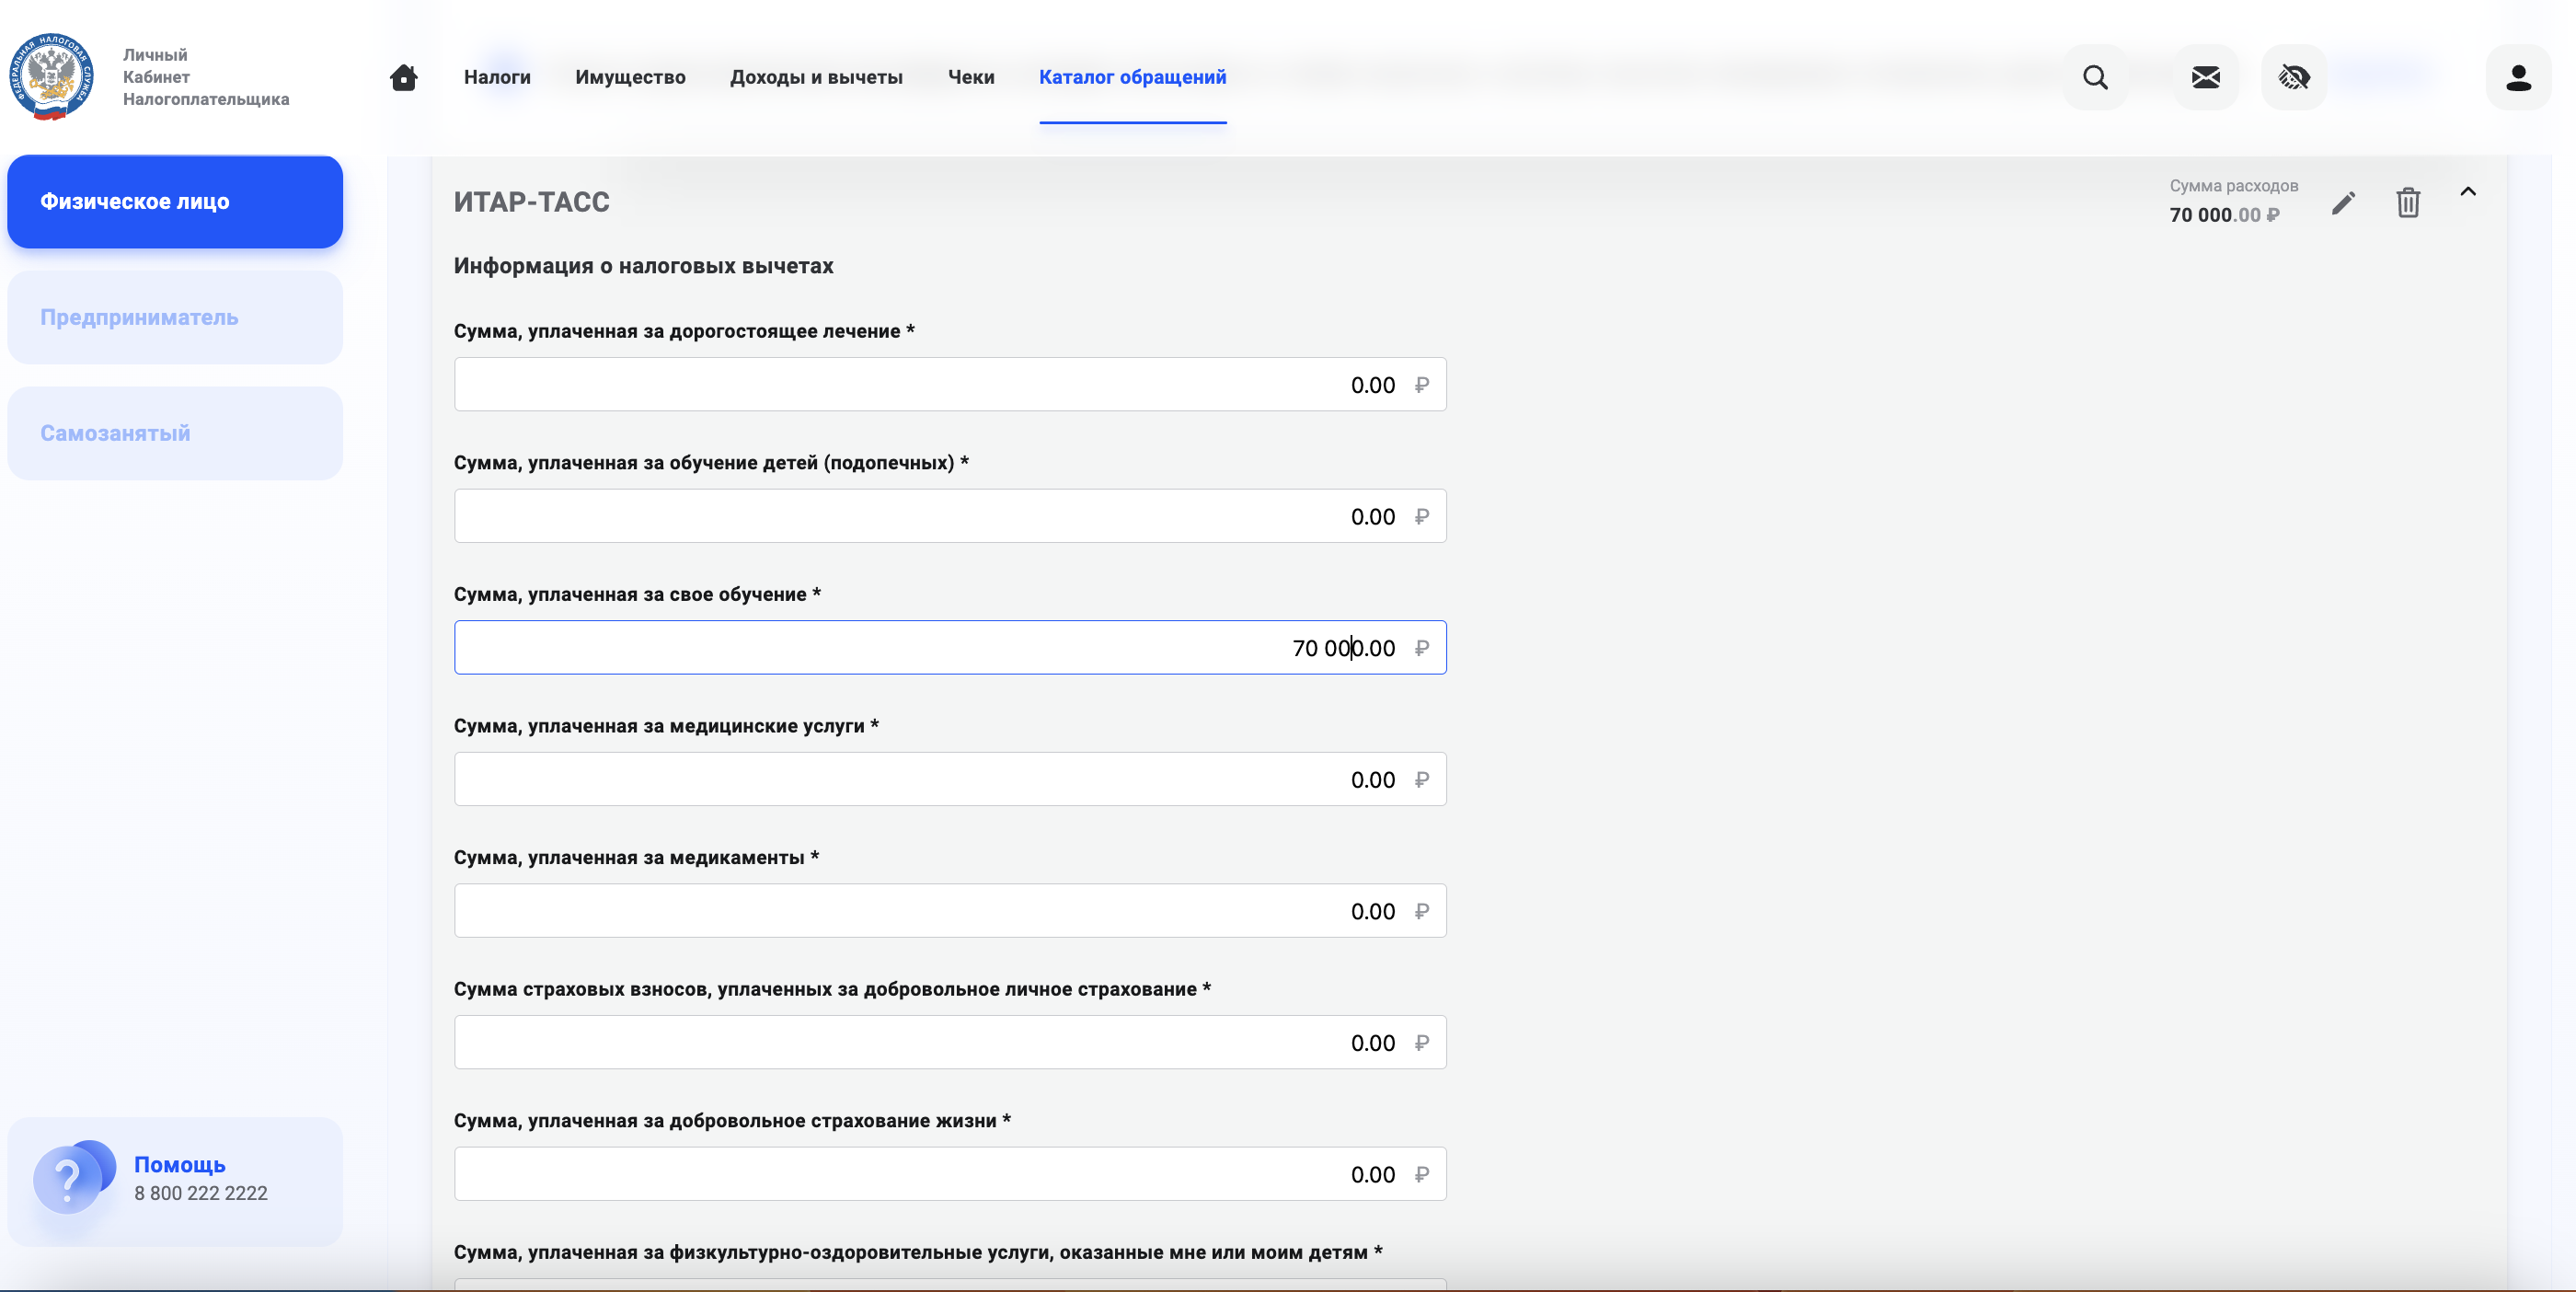 ФЕДЕРАЛЬНАЯ НАЛОГОВАЯ СЛУЖБА
Личный
Кабинет
Налогоплательщика
Налоги
Имущество
Доходы и вычеты
Чеки
Каталог обращений
Физическое лицо
Предприниматель
Самозанятый
ИТАР-ТАСС
Сумма расходов
70 000.00 ₽
Информация о налоговых вычетах
Сумма, уплаченная за дорогостоящее лечение *
0.00 ₽
Сумма, уплаченная за обучение детей (подопечных) *
0.00 ₽
Сумма, уплаченная за свое обучение *
70 000.00 ₽
Сумма, уплаченная за медицинские услуги *
0.00 ₽
Сумма, уплаченная за медикаменты *
0.00 ₽
Сумма страховых взносов, уплаченных за добровольное личное страхование *
0.00 ₽
Сумма, уплаченная за добровольное страхование жизни *
0.00 ₽
Сумма, уплаченная за физкультурно-оздоровительные услуги, оказанные мне или моим детям *
?
Помощь
8 800 222 2222